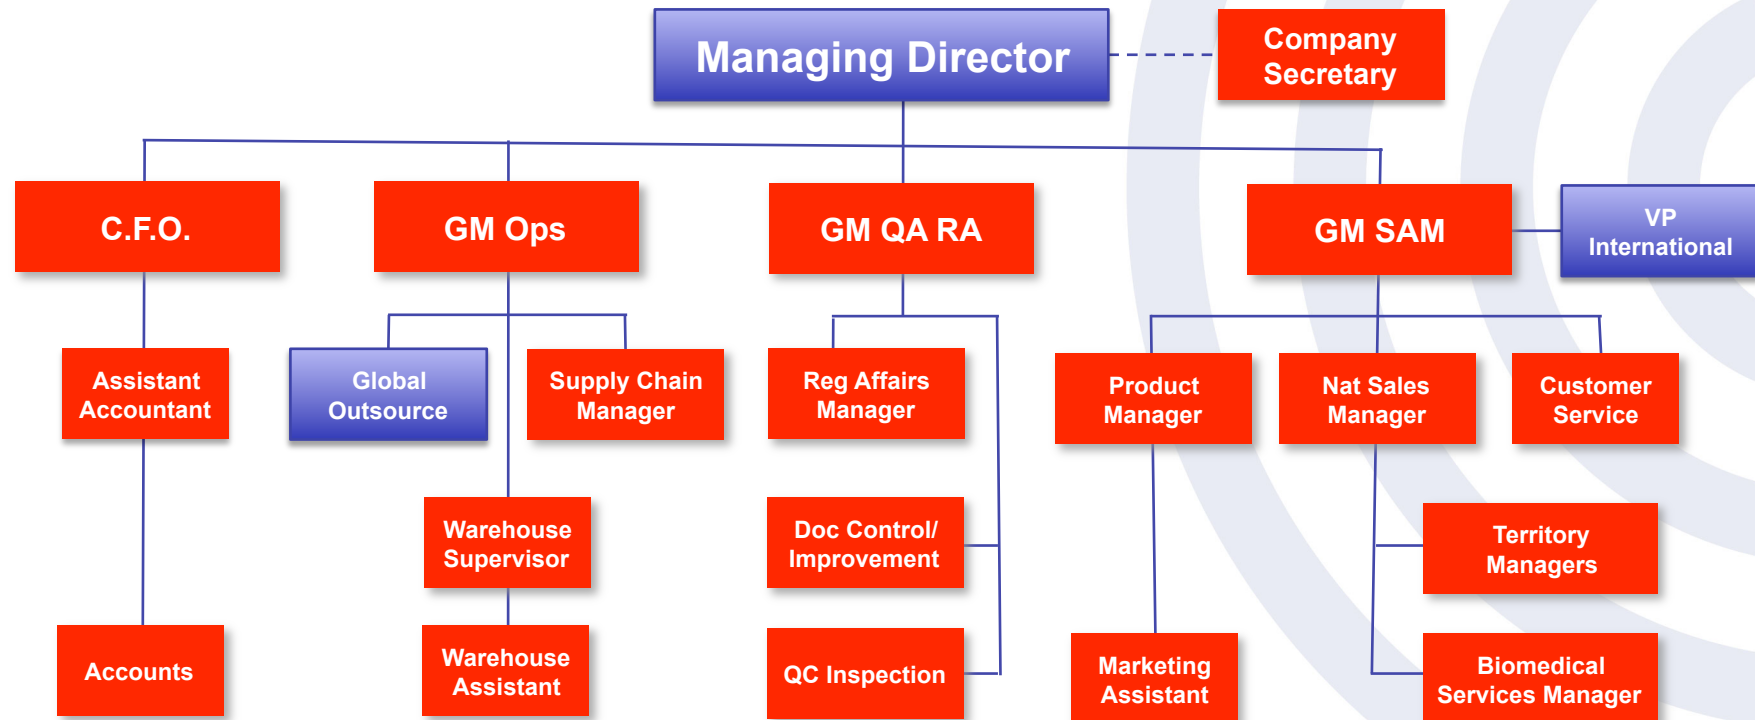 Managing Director
Company
Secretary
C.F.O.
GM Ops
GM QA RA
GM SAM
VP
International
Assistant
Accountant
Global
Outsource
Supply Chain
Manager
Reg Affairs
Manager
Product
Manager
Nat Sales
Manager
Customer
Service
Warehouse
Supervisor
Doc Control/
Improvement
Territory
Managers
Accounts
Warehouse
Assistant
QC Inspection
Marketing
Assistant
Biomedical
Services Manager